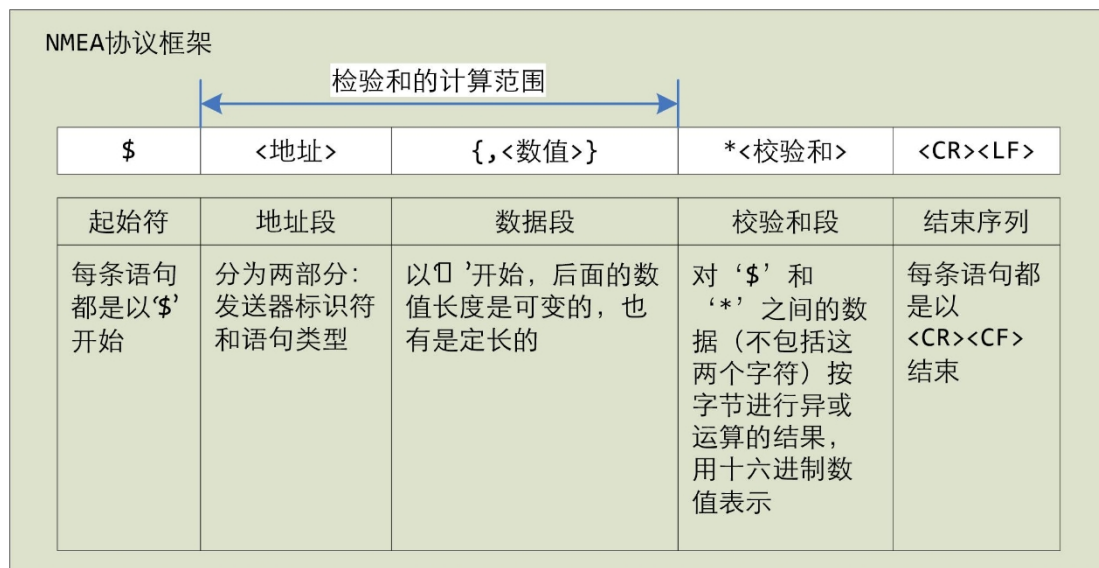 NMEA协议框架
检验和的计算范围
$ <地址> {,<数值>} *<校验和> <CR><LF>
起始符 地址段 数据段 校验和段 结束序列
每条语句
都是以‘$’
开始
分为两部分：
发送器标识符
和语句类型
以‘ ’开始，后面的数
值长度是可变的，也
有是定长的
对‘$’和
‘*’之间的数
据（不包括这
两个字符）按
字节进行异或
运算的结果，
用十六进制数
值表示
每条语句都
是以
<CR><CF>
结束